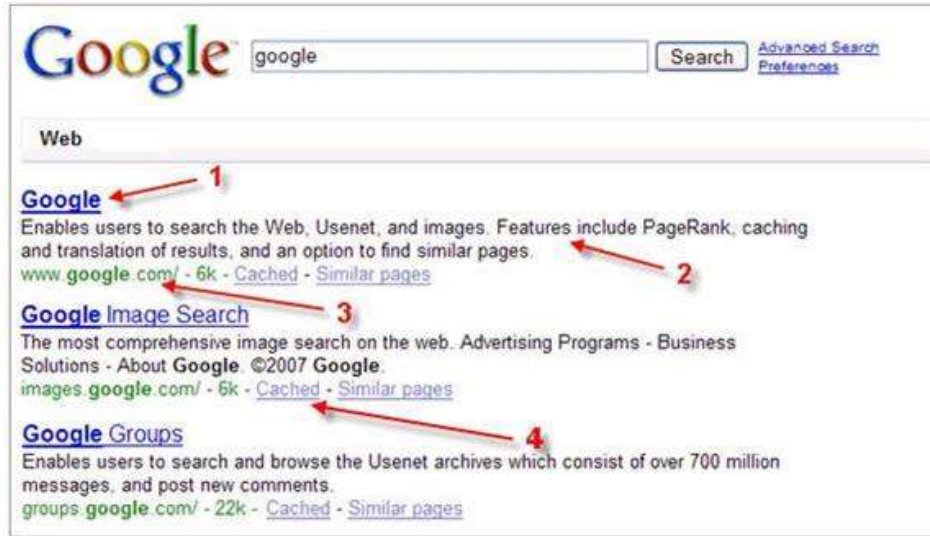 Google
google
Search
Advanced Search
Preferences
Web
1
Google
Enables users to search the Web, Usenet, and images. Features include PageRank, caching
and translation of results, and an option to find similar pages.
2
www.google.com/ - 6k - Cached - Similar pages
3
Google Image Search
The most comprehensive image search on the web. Advertising Programs - Business
Solutions - About Google. ©2007 Google.
images.google.com/ - 6k - Cached - Similar pages
4
Google Groups
Enables users to search and browse the Usenet archives which consist of over 700 million
messages, and post new comments.
groups.google.com/ - 22k - Cached - Similar pages